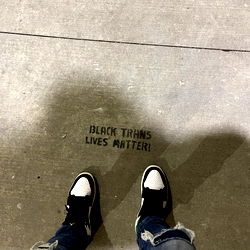 BLACK TRANS
LIVES MATTER!